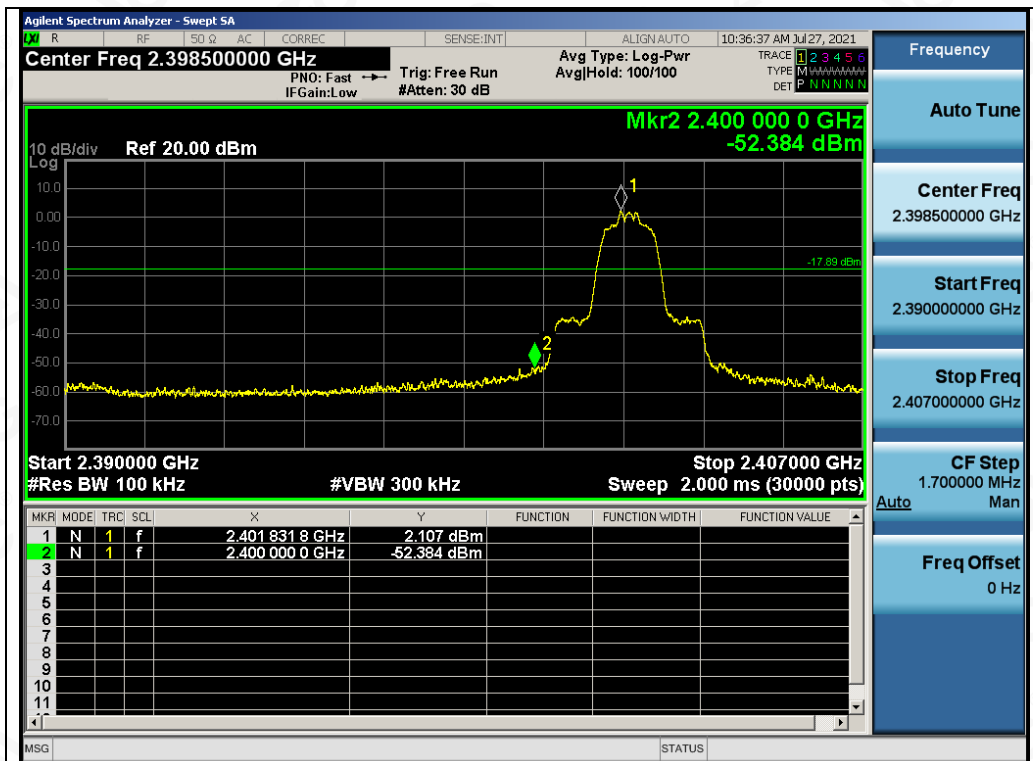 Agilent Spectrum Analyzer - Swept SA
LXI R RF 50 Ω AC CORREC SENSE:INT ALIGN AUTO 10:36:37 AM Jul 27, 2021
Center Freq 2.398500000 GHz
PNO: Fast
IFGain:Low
Trig: Free Run
#Atten: 30 dB
Avg Type: Log-Pwr
Avg|Hold: 100/100
TRACE 1 2 3 4 5 6
TYPE M
DET P N N N N N
Mkr2 2.400 000 0 GHz
-52.384 dBm
10 dB/div Ref 20.00 dBm
Log
10.0
0.00
-10.0
-20.0
-30.0
-40.0
-50.0
-60.0
-70.0
1
-17.89 dBm
2
Start 2.390000 GHz Stop 2.407000 GHz
#Res BW 100 kHz #VBW 300 kHz Sweep 2.000 ms (30000 pts)
MKR MODE TRC SCL X Y FUNCTION FUNCTION WIDTH FUNCTION VALUE
1 N 1 f 2.401 831 8 GHz 2.107 dBm
2 N 1 f 2.400 000 0 GHz -52.384 dBm
3
4
5
6
7
8
9
10
11
MSG STATUS
Frequency
Auto Tune
Center Freq
2.398500000 GHz
Start Freq
2.390000000 GHz
Stop Freq
2.407000000 GHz
CF Step
1.700000 MHz
Auto Man
Freq Offset
0 Hz